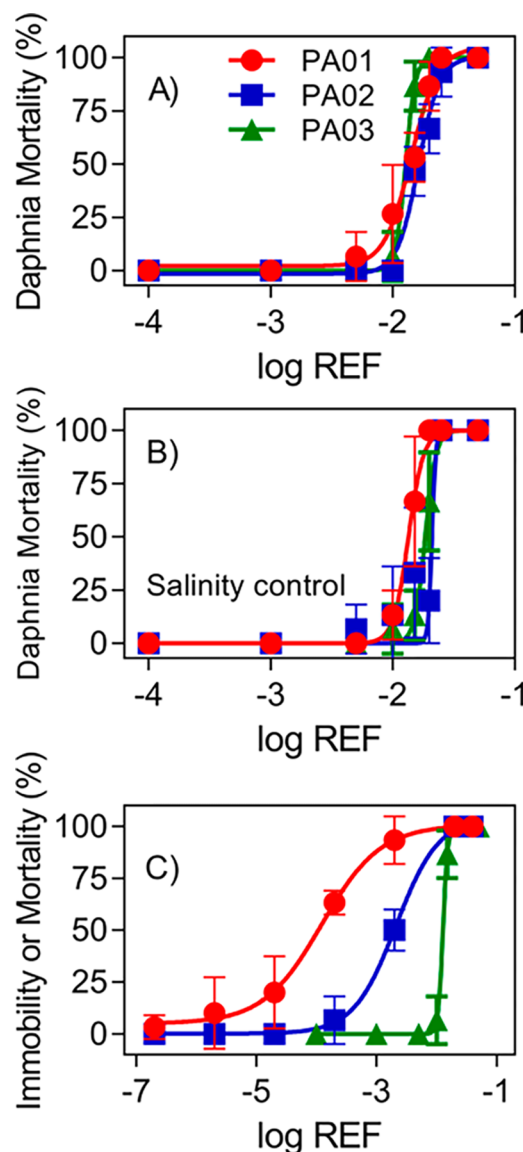 Daphnia Mortality (%)
100
75
50
25
0
A)
PA01
PA02
PA03
-4
-3
-2
-1
log REF
Daphnia Mortality (%)
100
75
50
25
0
B)
Salinity control
-4
-3
-2
-1
log REF
Immobility or Mortality (%)
100
75
50
25
0
C)
-7
-5
-3
-1
log REF